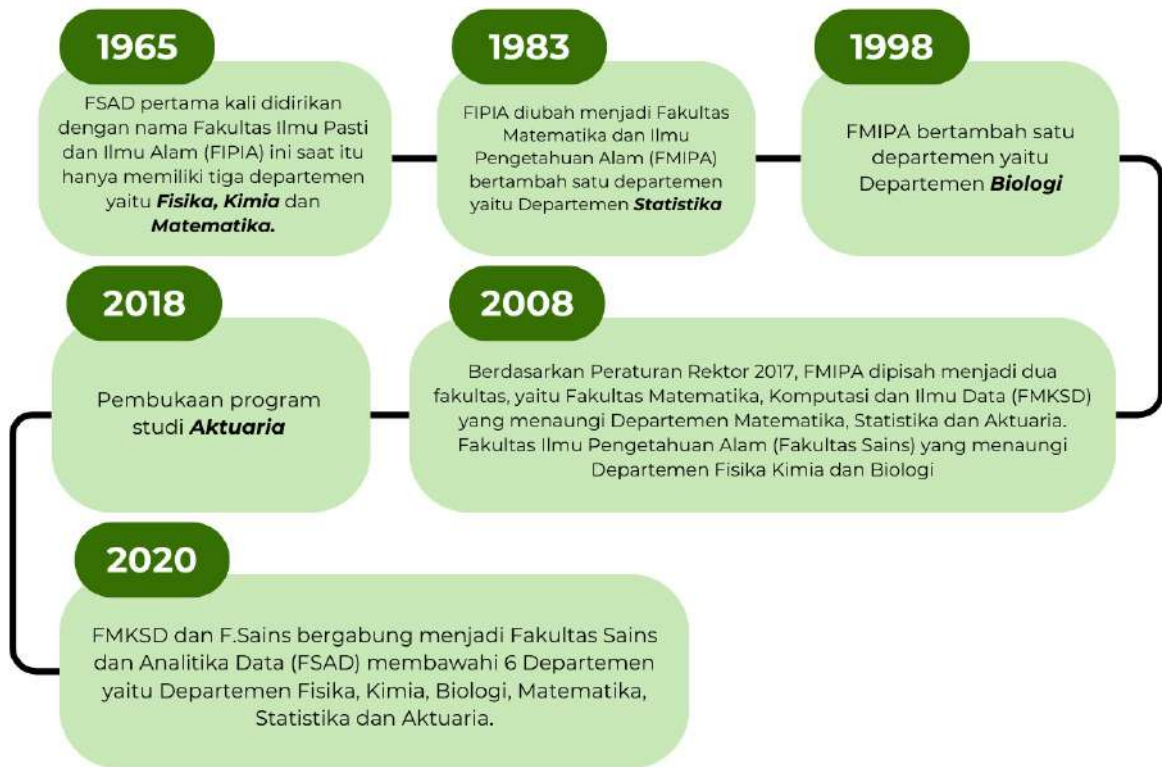 1965
FSAD pertama kali didirikan
dengan nama Fakultas Ilmu Pasti
dan Ilmu Alam (FIPIA) ini saat itu
hanya memiliki tiga departemen
yaitu Fisika, Kimia dan
Matematika.
1983
FIPIA diubah menjadi Fakultas
Matematika dan Ilmu
Pengetahuan Alam (FMIPA)
bertambah satu departemen
yaitu Departemen Statistika
1998
FMIPA bertambah satu
departemen yaitu
Departemen Biologi
2008
Berdasarkan Peraturan Rektor 2017, FMIPA dipisah menjadi dua
fakultas, yaitu Fakultas Matematika, Komputasi dan Ilmu Data (FMKSD)
yang menaungi Departemen Matematika, Statistika dan Aktuaria.
Fakultas Ilmu Pengetahuan Alam (Fakultas Sains) yang menaungi
Departemen Fisika Kimia dan Biologi
2018
Pembukaan program
studi Aktuaria
2020
FMKSD dan F.Sains bergabung menjadi Fakultas Sains
dan Analitika Data (FSAD) membawahi 6 Departemen
yaitu Departemen Fisika, Kimia, Biologi, Matematika,
Statistika dan Aktuaria.